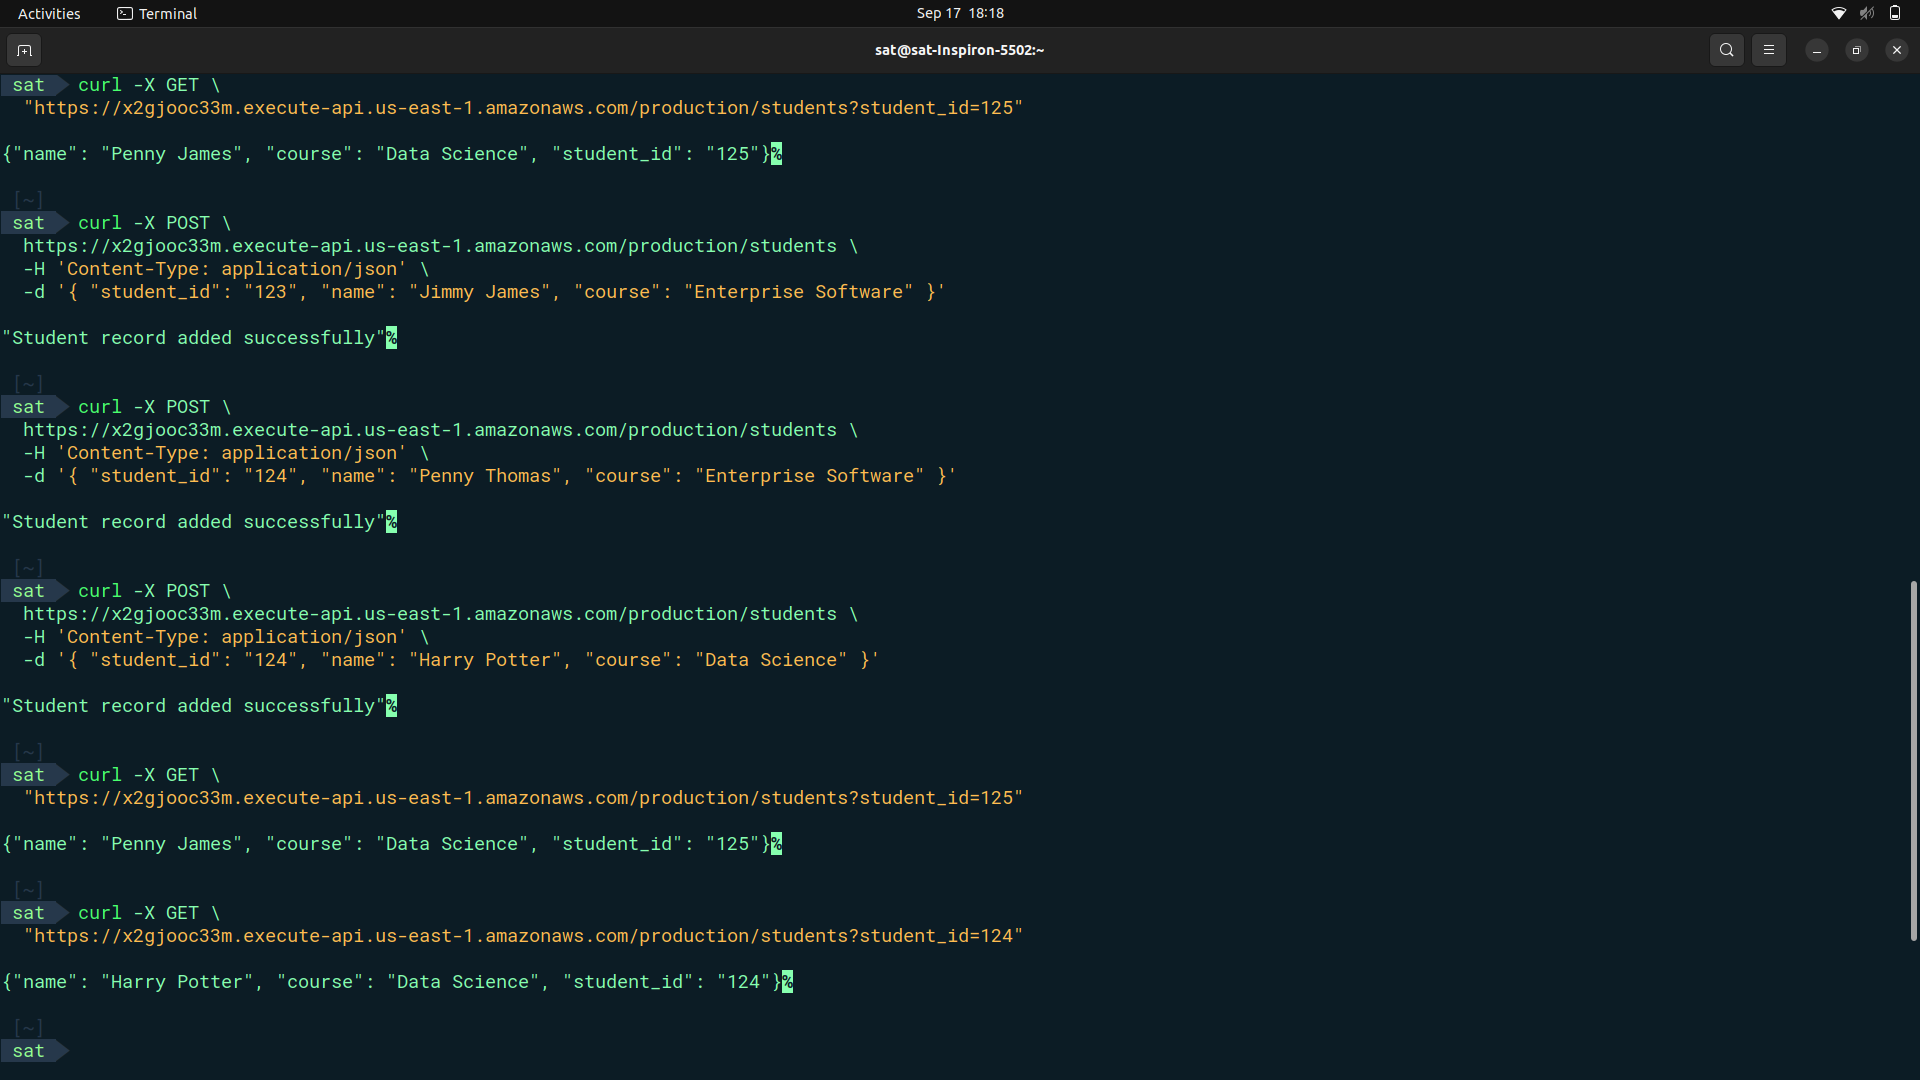 Activities Terminal Sep 17 18:18
sat@sat-Inspiron-5502:~
sat curl -X GET \
"https://x2gjooc33m.execute-api.us-east-1.amazonaws.com/production/students?student_id=125"
{"name": "Penny James", "course": "Data Science", "student_id": "125"}%
[~]
sat curl -X POST \
https://x2gjooc33m.execute-api.us-east-1.amazonaws.com/production/students \
-H 'Content-Type: application/json' \
-d '{ "student_id": "123", "name": "Jimmy James", "course": "Enterprise Software" }'
"Student record added successfully"%
[~]
sat curl -X POST \
https://x2gjooc33m.execute-api.us-east-1.amazonaws.com/production/students \
-H 'Content-Type: application/json' \
-d '{ "student_id": "124", "name": "Penny Thomas", "course": "Enterprise Software" }'
"Student record added successfully"%
[~]
sat curl -X POST \
https://x2gjooc33m.execute-api.us-east-1.amazonaws.com/production/students \
-H 'Content-Type: application/json' \
-d '{ "student_id": "124", "name": "Harry Potter", "course": "Data Science" }'
"Student record added successfully"%
[~]
sat curl -X GET \
"https://x2gjooc33m.execute-api.us-east-1.amazonaws.com/production/students?student_id=125"
{"name": "Penny James", "course": "Data Science", "student_id": "125"}%
[~]
sat curl -X GET \
"https://x2gjooc33m.execute-api.us-east-1.amazonaws.com/production/students?student_id=124"
{"name": "Harry Potter", "course": "Data Science", "student_id": "124"}%
[~]
sat